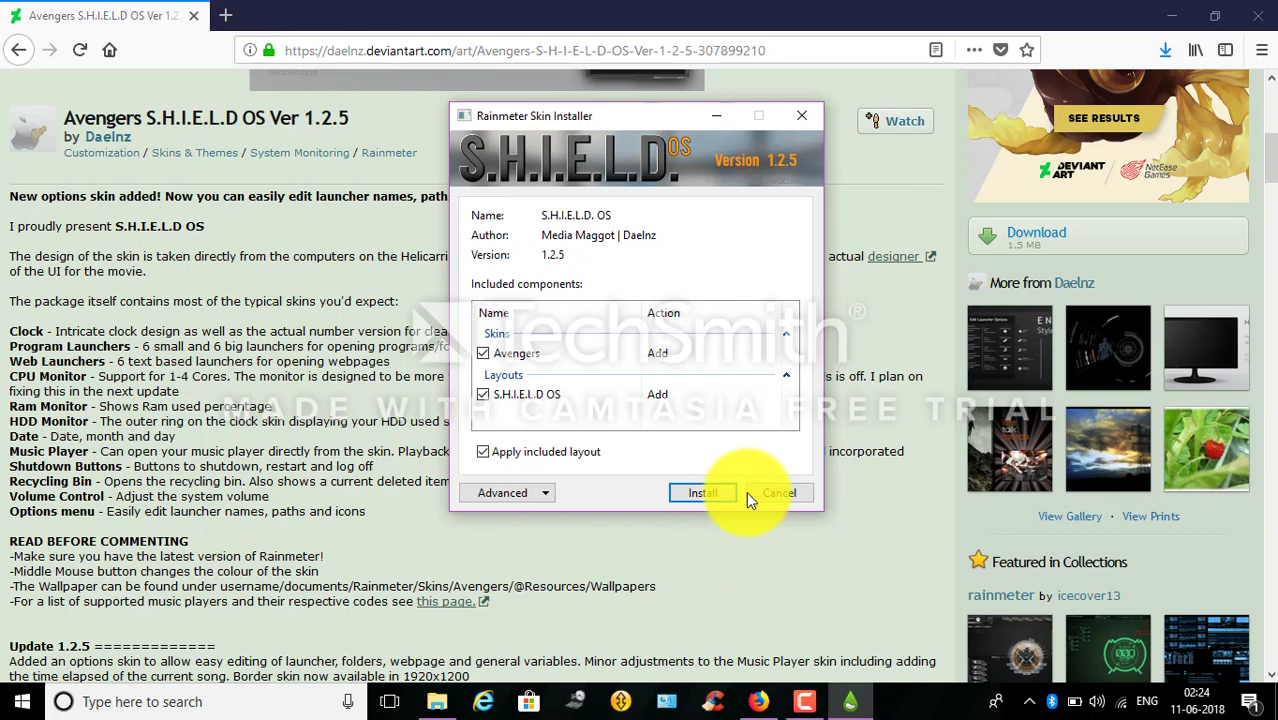 Avengers S.H.I.E.L.D OS Ver 1.2
https://daelnz.deviantart.com/art/Avengers-S-H-I-E-L-D-OS-Ver-1-2-5-307899210
Avengers S.H.I.E.L.D OS Ver 1.2.5
by Daelnz
Customization / Skins & Themes / System Monitoring / Rainmeter
Watch
New options skin added! Now you can easily edit launcher names, path
I proudly present S.H.I.E.L.D OS
The design of the skin is taken directly from the computers on the Helicarri
actual designer
of the UI for the movie.
The package itself contains most of the typical skins you'd expect:
Clock - Intricate clock design as well as the digital number version for clea
Program Launchers - 6 small and 6 big launchers for opening programs/fo
Web Launchers - 6 text based launchers for opening webpages
CPU Monitor - Support for 1-4 Cores. The monitor is designed to be more
s is off. I plan on
fixing this in the next update
Ram Monitor - Shows Ram used percentage
HDD Monitor - The outer ring on the clock skin displaying your HDD used s
Date - Date, month and day
Music Player - Can open your music player directly from the skin. Playback
incorporated
Shutdown Buttons - Buttons to shutdown, restart and log off
Recycling Bin - Opens the recycling bin. Also shows a current deleted item
Volume Control - Adjust the system volume
Options menu - Easily edit launcher names, paths and icons
READ BEFORE COMMENTING
-Make sure you have the latest version of Rainmeter!
-Middle Mouse button changes the colour of the skin
-The Wallpaper can be found under username/documents/Rainmeter/Skins/Avengers/@Resources/Wallpapers
-For a list of supported music players and their respective codes see this page.
Update 1.2.5 =============
Added an options skin to allow easy editing of launcher, folders, webpage and general variables. Minor adjustments to the Music Player skin including adding
the time elapsed of the current song. Border skin now available in 1920x1200
Rainmeter Skin Installer
S.H.I.E.L.D. OS
Version 1.2.5
Name: S.H.I.E.L.D. OS
Author: Media Maggot | Daelnz
Version: 1.2.5
Included components:
Name Action
Skins
Avengers Add
Layouts
S.H.I.E.L.D OS Add
Apply included layout
Advanced Install Cancel
TechSmith®
MADE WITH CAMTASIA FREE TRIAL
SEE RESULTS
DEVIANT ART
NetEase Games
Download
1.5 MB
More from Daelnz
View Gallery · View Prints
Featured in Collections
rainmeter by icecover13
Type here to search
ENG
02:24
11-06-2018
1